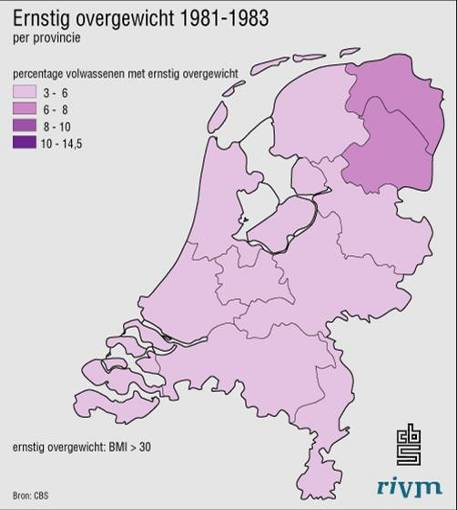 Ernstig overgewicht 1981-1983
per provincie
percentage volwassenen met ernstig overgewicht
3 - 6
6 - 8
8 - 10
10 - 14,5
ernstig overgewicht: BMI > 30
cbs
rivm
Bron: CBS